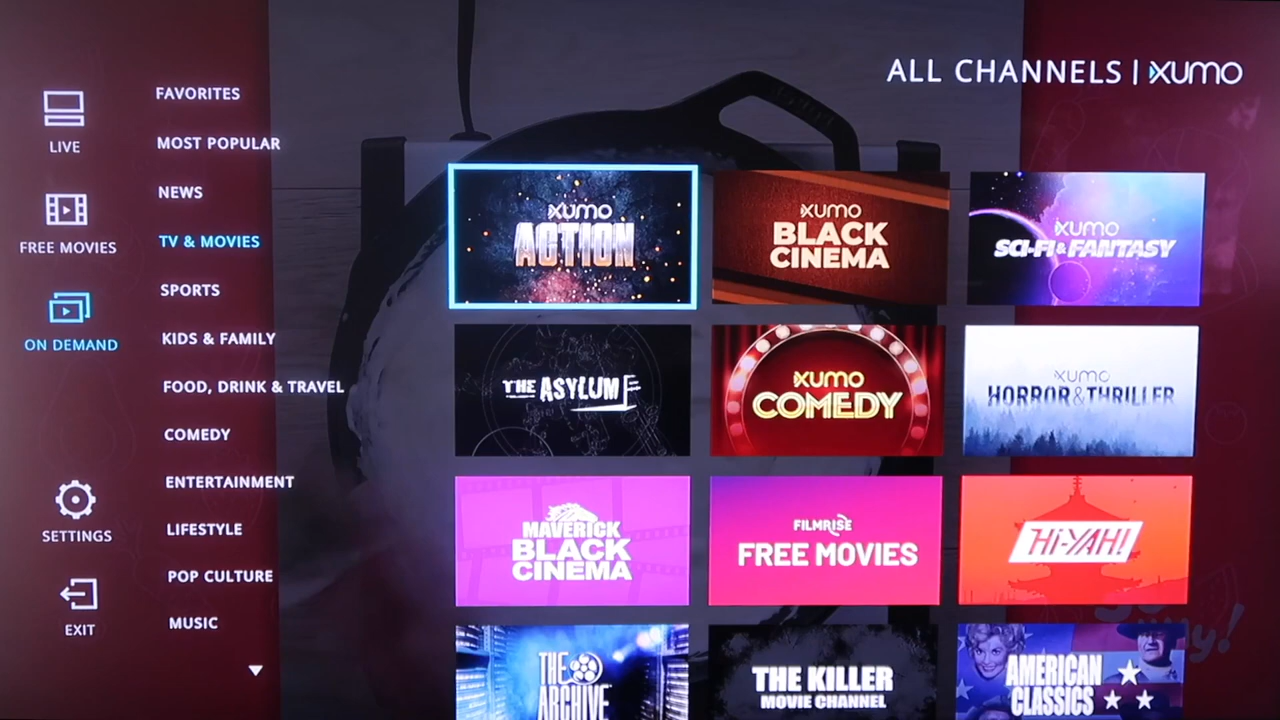 ALL CHANNELS | XUMO
LIVE
FREE MOVIES
ON DEMAND
SETTINGS
EXIT
FAVORITES
MOST POPULAR
NEWS
TV & MOVIES
SPORTS
KIDS & FAMILY
FOOD, DRINK & TRAVEL
COMEDY
ENTERTAINMENT
LIFESTYLE
POP CULTURE
MUSIC
XUMO
ACTION
XUMO
BLACK
CINEMA
XUMO
SCI-FI & FANTASY
THE ASYLUM
XUMO
COMEDY
XUMO
HORROR & THRILLER
MAVERICK
BLACK
CINEMA
FILMRISE
FREE MOVIES
HI-YAH!
THE
ARCHIVE
THE KILLER
MOVIE CHANNEL
AMERICAN
CLASSICS